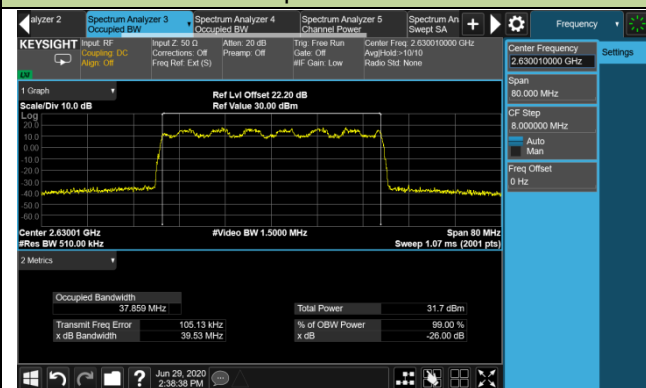 alyzer 2
Spectrum Analyzer 3
Occupied BW
Spectrum Analyzer 4
Occupied BW
Spectrum Analyzer 5
Channel Power
Spectrum An
Swept SA
Frequency
KEYSIGHT
Input: RF
Coupling: DC
Align: Off
Input Z: 50 Ω
Corrections: Off
Freq Ref: Ext (S)
Atten: 20 dB
Preamp: Off
Trig: Free Run
Gate: Off
#IF Gain: Low
Center Freq: 2.630010000 GHz
Avg|Hold:>10/10
Radio Std: None
LXI
Center Frequency
2.630010000 GHz
Settings
Span
80.000 MHz
CF Step
8.000000 MHz
Auto
Man
Freq Offset
0 Hz
1 Graph
Scale/Div 10.0 dB
Ref Lvl Offset 22.20 dB
Ref Value 30.00 dBm
Log
20.0
10.0
0.00
-10.0
-20.0
-30.0
-40.0
-50.0
-60.0
Center 2.63001 GHz
#Res BW 510.00 kHz
#Video BW 1.5000 MHz
Span 80 MHz
Sweep 1.07 ms (2001 pts)
2 Metrics
Occupied Bandwidth
37.859 MHz
Total Power 31.7 dBm
Transmit Freq Error 105.13 kHz
% of OBW Power 99.00 %
x dB Bandwidth 39.53 MHz
x dB -26.00 dB
?
Jun 29, 2020
2:38:38 PM